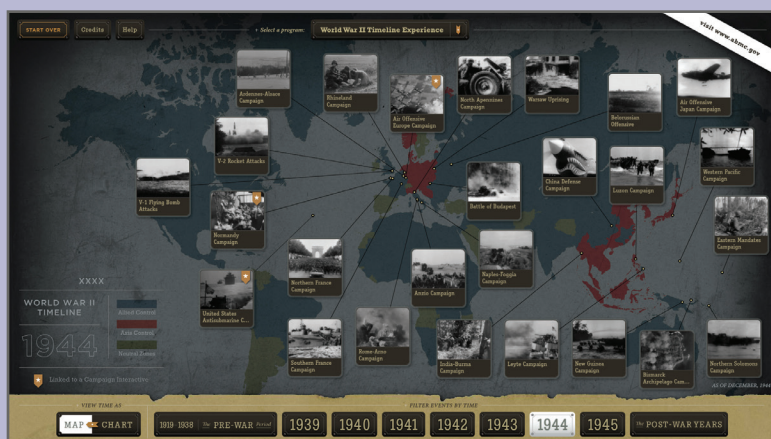 START OVER
Credits
Help
Select a program:
World War II Timeline Experience
visit www.abmc.gov
Ardennes-Alsace
Campaign
Rhineland
Campaign
Air Offensive
Europe Campaign
North Apennines
Campaign
Warsaw Uprising
Belorussian
Offensive
Air Offensive
Japan Campaign
V-2 Rocket Attacks
V-1 Flying Bomb
Attacks
China Defense
Campaign
Luzon Campaign
Western Pacific
Campaign
Normandy
Campaign
Battle of Budapest
Eastern Mandates
Campaign
Northern France
Campaign
Anzio Campaign
Naples-Foggia
Campaign
United States
Antisubmarine C...
Southern France
Campaign
Rome-Arno
Campaign
India-Burma
Campaign
Leyte Campaign
New Guinea
Campaign
Bismarck
Archipelago Cam...
Northern Solomons
Campaign
XXXX
WORLD WAR II
TIMELINE
1944
Allied Control
Axis Control
Neutral Zones
Linked to a Campaign Interactive
AS OF DECEMBER, 1944
VIEW TIME AS
MAP
CHART
FILTER EVENTS BY TIME
1919-1938 The PRE-WAR Period
1939
1940
1941
1942
1943
1944
1945
The POST-WAR YEARS